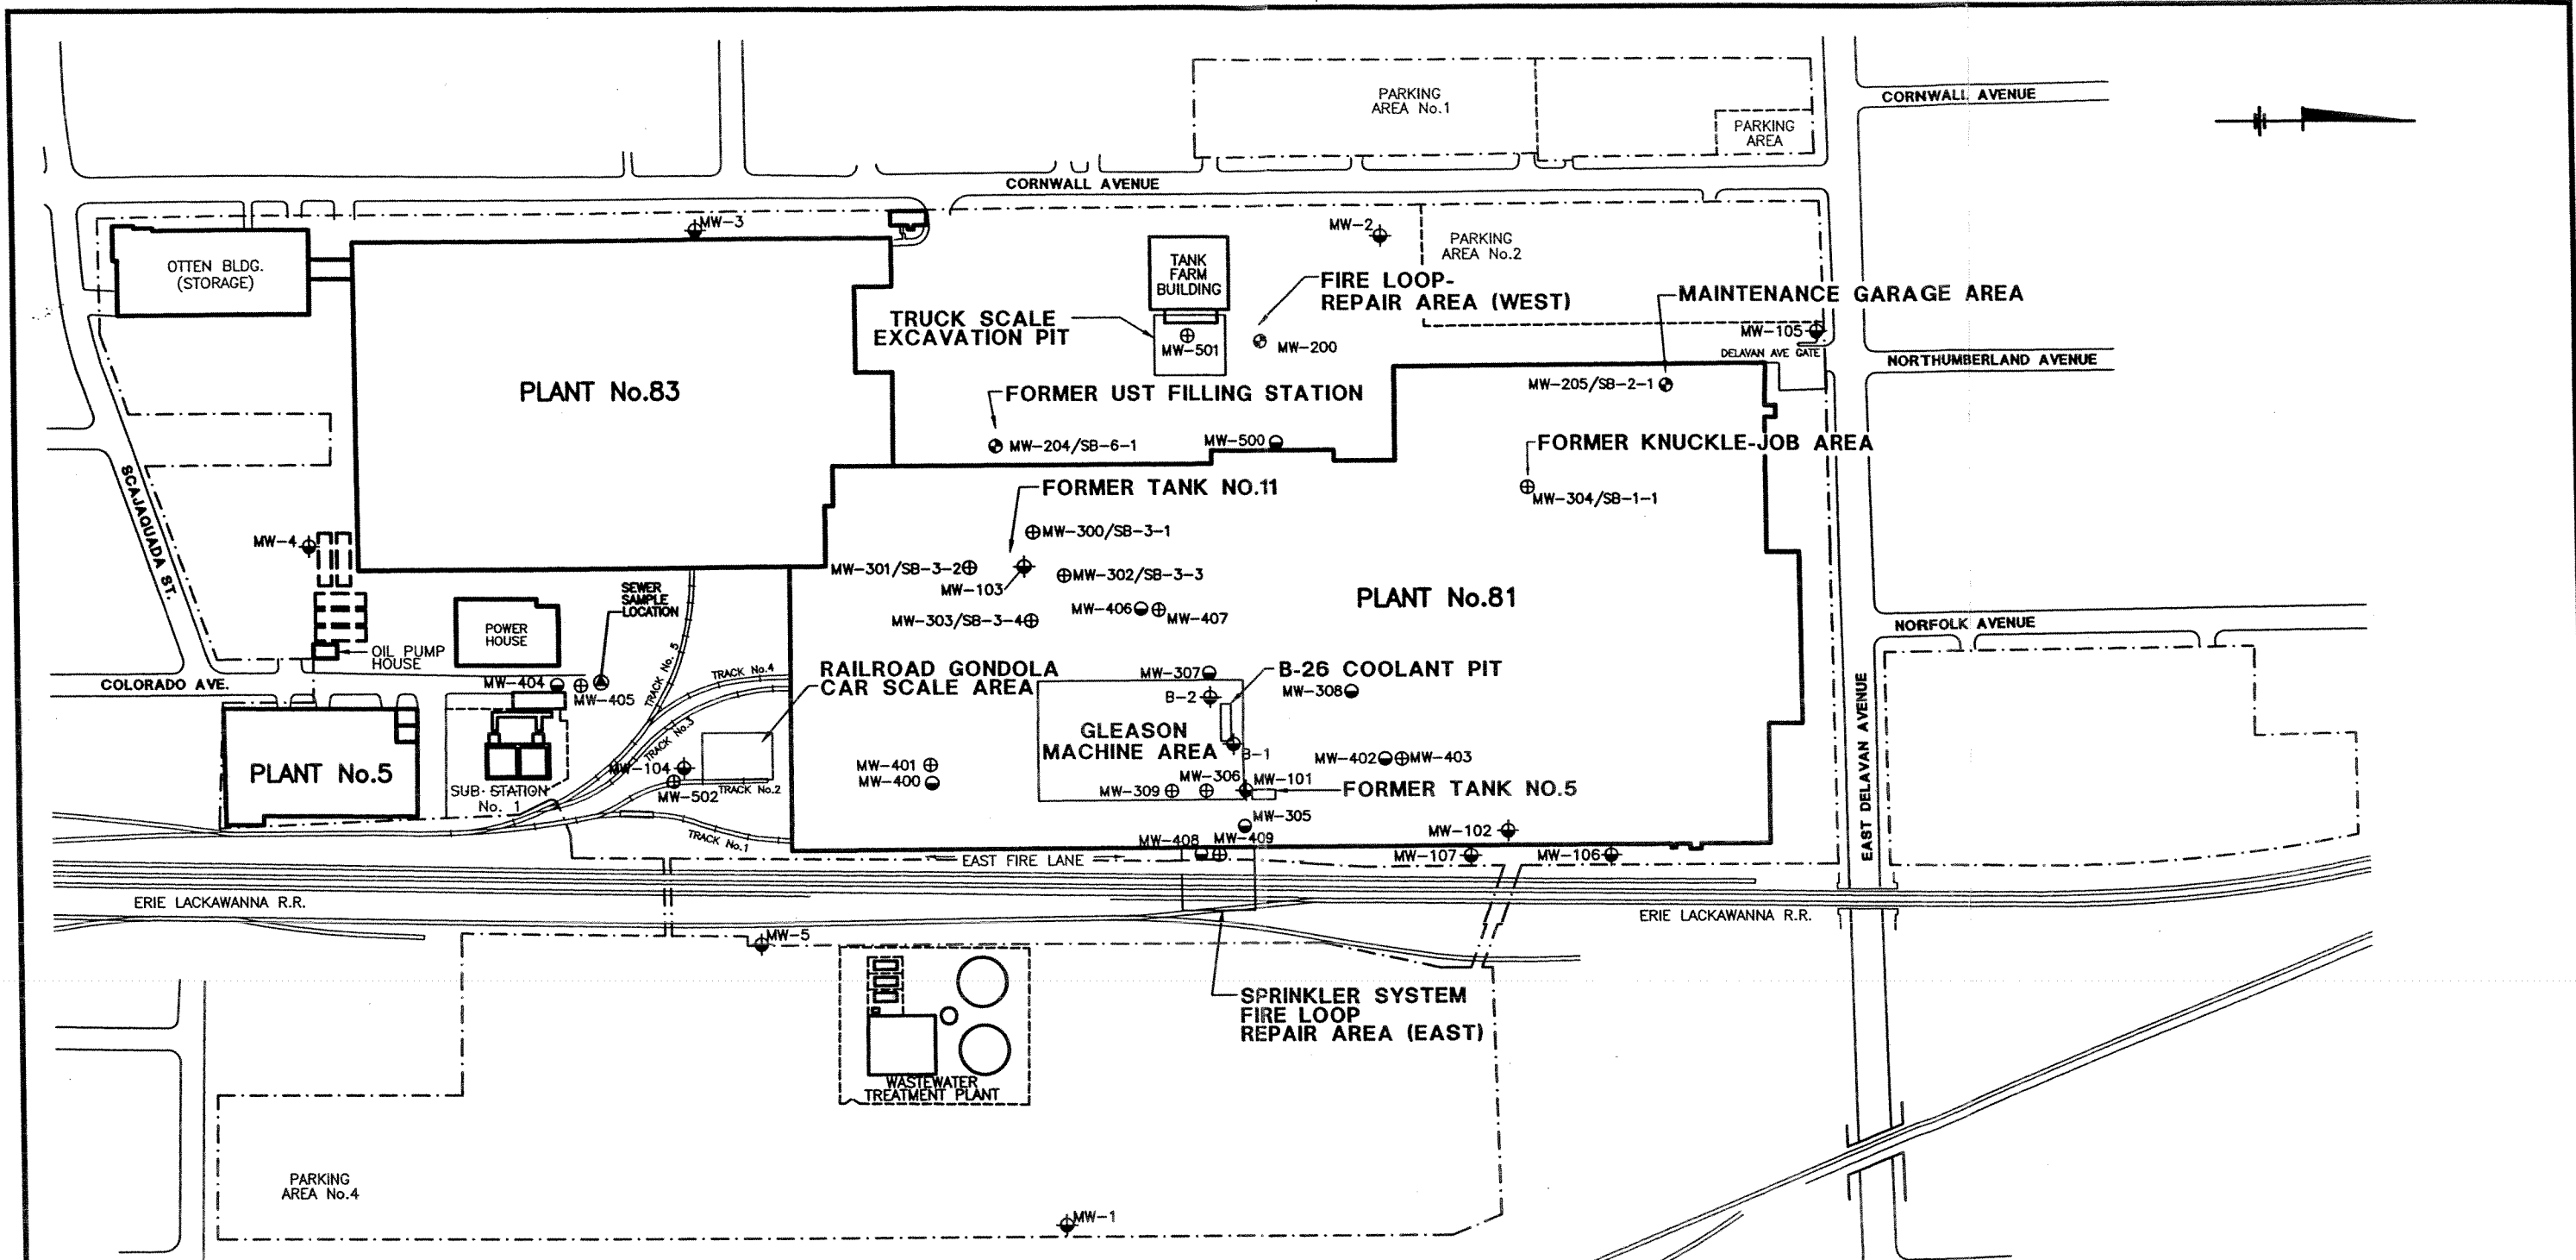 PARKING
AREA No.1
CORNWALL AVENUE
PARKING
AREA
CORNWALL AVENUE
MW-3
MW-2
PARKING
AREA No.2
OTTEN BLDG.
(STORAGE)
TANK
FARM
BUILDING
FIRE LOOP-
REPAIR AREA (WEST)
MAINTENANCE GARAGE AREA
TRUCK SCALE
EXCAVATION PIT
MW-501
MW-200
MW-105
DELAVAN AVE GATE
NORTHUMBERLAND AVENUE
PLANT No.83
FORMER UST FILLING STATION
MW-205/SB-2-1
MW-204/SB-6-1
MW-500
FORMER KNUCKLE-JOB AREA
SCAJAQUADA ST.
FORMER TANK NO.11
MW-304/SB-1-1
MW-4
MW-300/SB-3-1
MW-301/SB-3-2
MW-302/SB-3-3
MW-103
SEWER
SAMPLE
LOCATION
MW-406
MW-407
PLANT No.81
MW-303/SB-3-4
NORFOLK AVENUE
POWER
HOUSE
OIL PUMP
HOUSE
TRACK No. 5
TRACK No.4
RAILROAD GONDOLA
CAR SCALE AREA
MW-307
B-26 COOLANT PIT
COLORADO AVE.
MW-404
MW-405
B-2
MW-308
TRACK No.3
GLEASON
MACHINE AREA
B-1
EAST DELAVAN AVENUE
PLANT No.5
MW-104
MW-401
MW-400
MW-402
MW-403
MW-306
MW-101
SUB-STATION
No. 1
MW-502
TRACK No.2
MW-309
FORMER TANK NO.5
MW-305
TRACK No.1
MW-408
MW-409
MW-102
EAST FIRE LANE
MW-107
MW-106
ERIE LACKAWANNA R.R.
ERIE LACKAWANNA R.R.
MW-5
SPRINKLER SYSTEM
FIRE LOOP
REPAIR AREA (EAST)
WASTEWATER
TREATMENT PLANT
PARKING
AREA No.4
MW-1